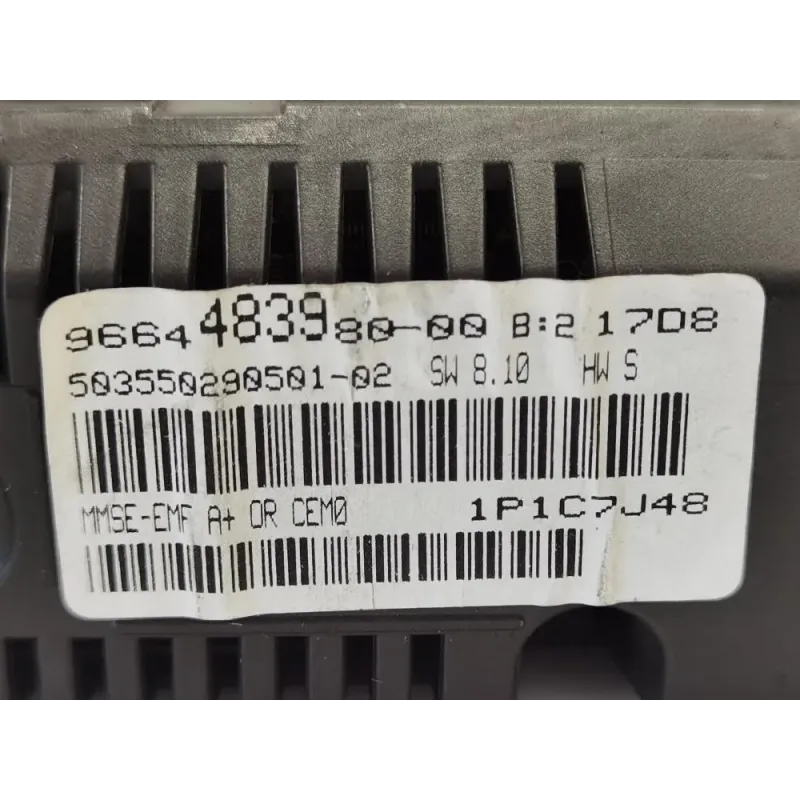 9664483980-00 B:2 17D8
503550290501-02 SW 8.10 HW S
MMSE-EMF A+ OR CEM0 1P1C7J48